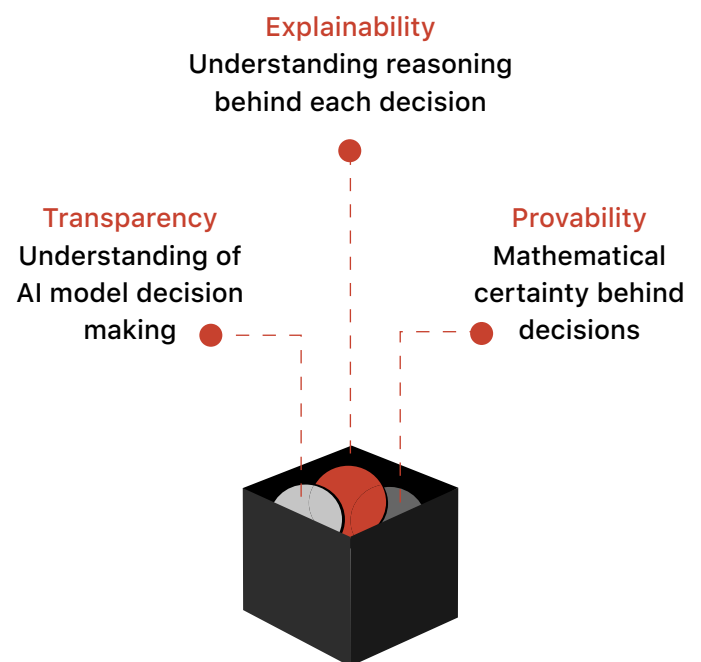 Explainability
Understanding reasoning
behind each decision
Transparency
Understanding of
AI model decision
making
Provability
Mathematical
certainty behind
decisions